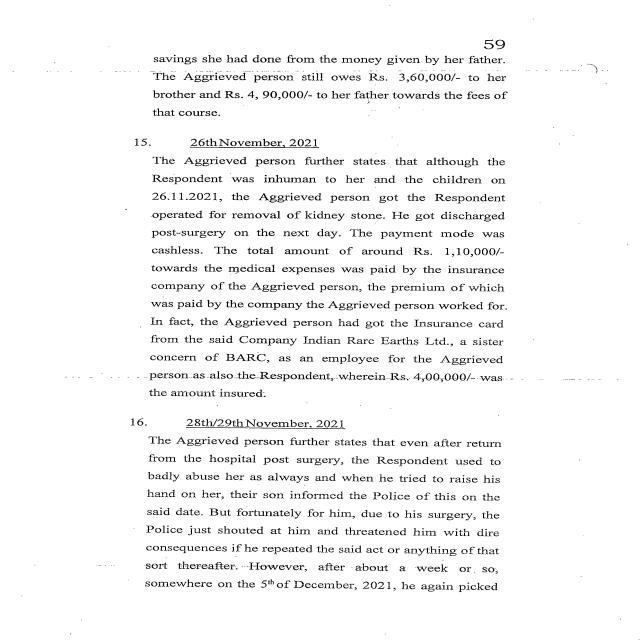 59
savings she had done from the money given by her father.
The Aggrieved person still owes Rs. 3,60,000/- to her
brother and Rs. 4, 90,000/- to her father towards the fees of
that course.
15. 26th November, 2021
The Aggrieved person further states that although the
Respondent was inhuman to her and the children on
26.11.2021, the Aggrieved person got the Respondent
operated for removal of kidney stone. He got discharged
post-surgery on the next day. The payment mode was
cashless. The total amount of around Rs. 1,10,000/-
towards the medical expenses was paid by the insurance
company of the Aggrieved person, the premium of which
was paid by the company the Aggrieved person worked for.
In fact, the Aggrieved person had got the Insurance card
from the said Company Indian Rare Earths Ltd., a sister
concern of BARC, as an employee for the Aggrieved
person as also the Respondent, wherein Rs. 4,00,000/- was
the amount insured.
16. 28th/29th November, 2021
The Aggrieved person further states that even after return
from the hospital post surgery, the Respondent used to
badly abuse her as always and when he tried to raise his
hand on her, their son informed the Police of this on the
said date. But fortunately for him, due to his surgery, the
Police just shouted at him and threatened him with dire
consequences if he repeated the said act or anything of that
sort thereafter. However, after about a week or so,
somewhere on the 5th of December, 2021, he again picked